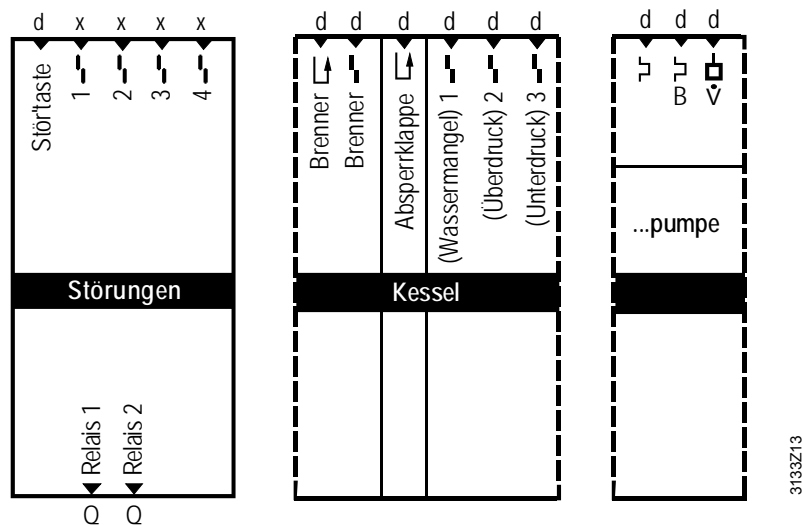 d x x x x
Stör'taste
1
2
3
4
Störungen
Relais 1
Relais 2
Q Q
d d d d d d
Brenner
Brenner
Absperrklappe
(Wassermangel) 1
(Überdruck) 2
(Unterdruck) 3
Kessel
d d d
B V̇
...pumpe
3133Z13